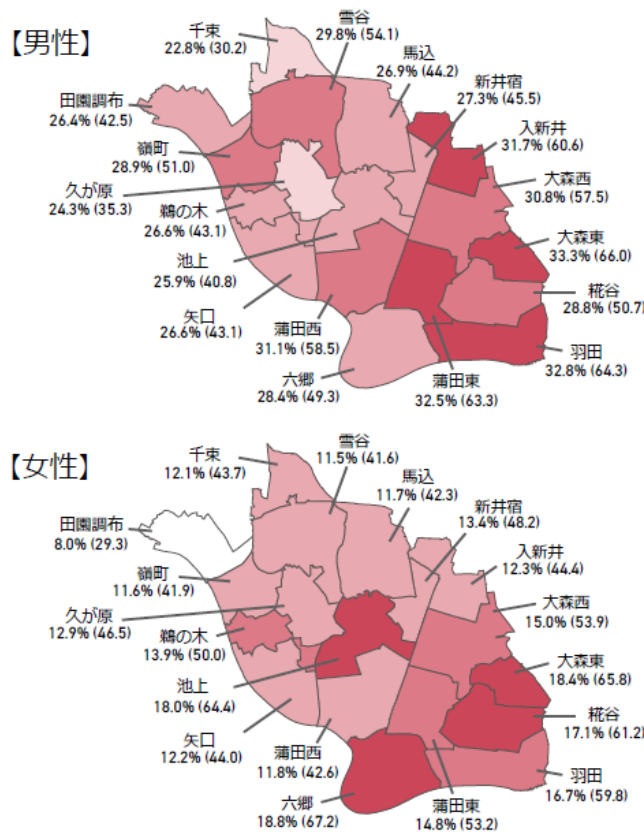 【男性】
千束
22.8% (30.2)
雪谷
29.8% (54.1)
馬込
26.9% (44.2)
新井宿
27.3% (45.5)
田園調布
26.4% (42.5)
入新井
31.7% (60.6)
嶺町
28.9% (51.0)
大森西
30.8% (57.5)
久が原
24.3% (35.3)
鵜の木
26.6% (43.1)
大森東
33.3% (66.0)
池上
25.9% (40.8)
糀谷
28.8% (50.7)
矢口
26.6% (43.1)
蒲田西
31.1% (58.5)
羽田
32.8% (64.3)
六郷
28.4% (49.3)
蒲田東
32.5% (63.3)
【女性】
千束
12.1% (43.7)
雪谷
11.5% (41.6)
馬込
11.7% (42.3)
新井宿
13.4% (48.2)
田園調布
8.0% (29.3)
入新井
12.3% (44.4)
嶺町
11.6% (41.9)
大森西
15.0% (53.9)
久が原
12.9% (46.5)
鵜の木
13.9% (50.0)
大森東
18.4% (65.8)
池上
18.0% (64.4)
糀谷
17.1% (61.2)
矢口
12.2% (44.0)
蒲田西
11.8% (42.6)
羽田
16.7% (59.8)
六郷
18.8% (67.2)
蒲田東
14.8% (53.2)